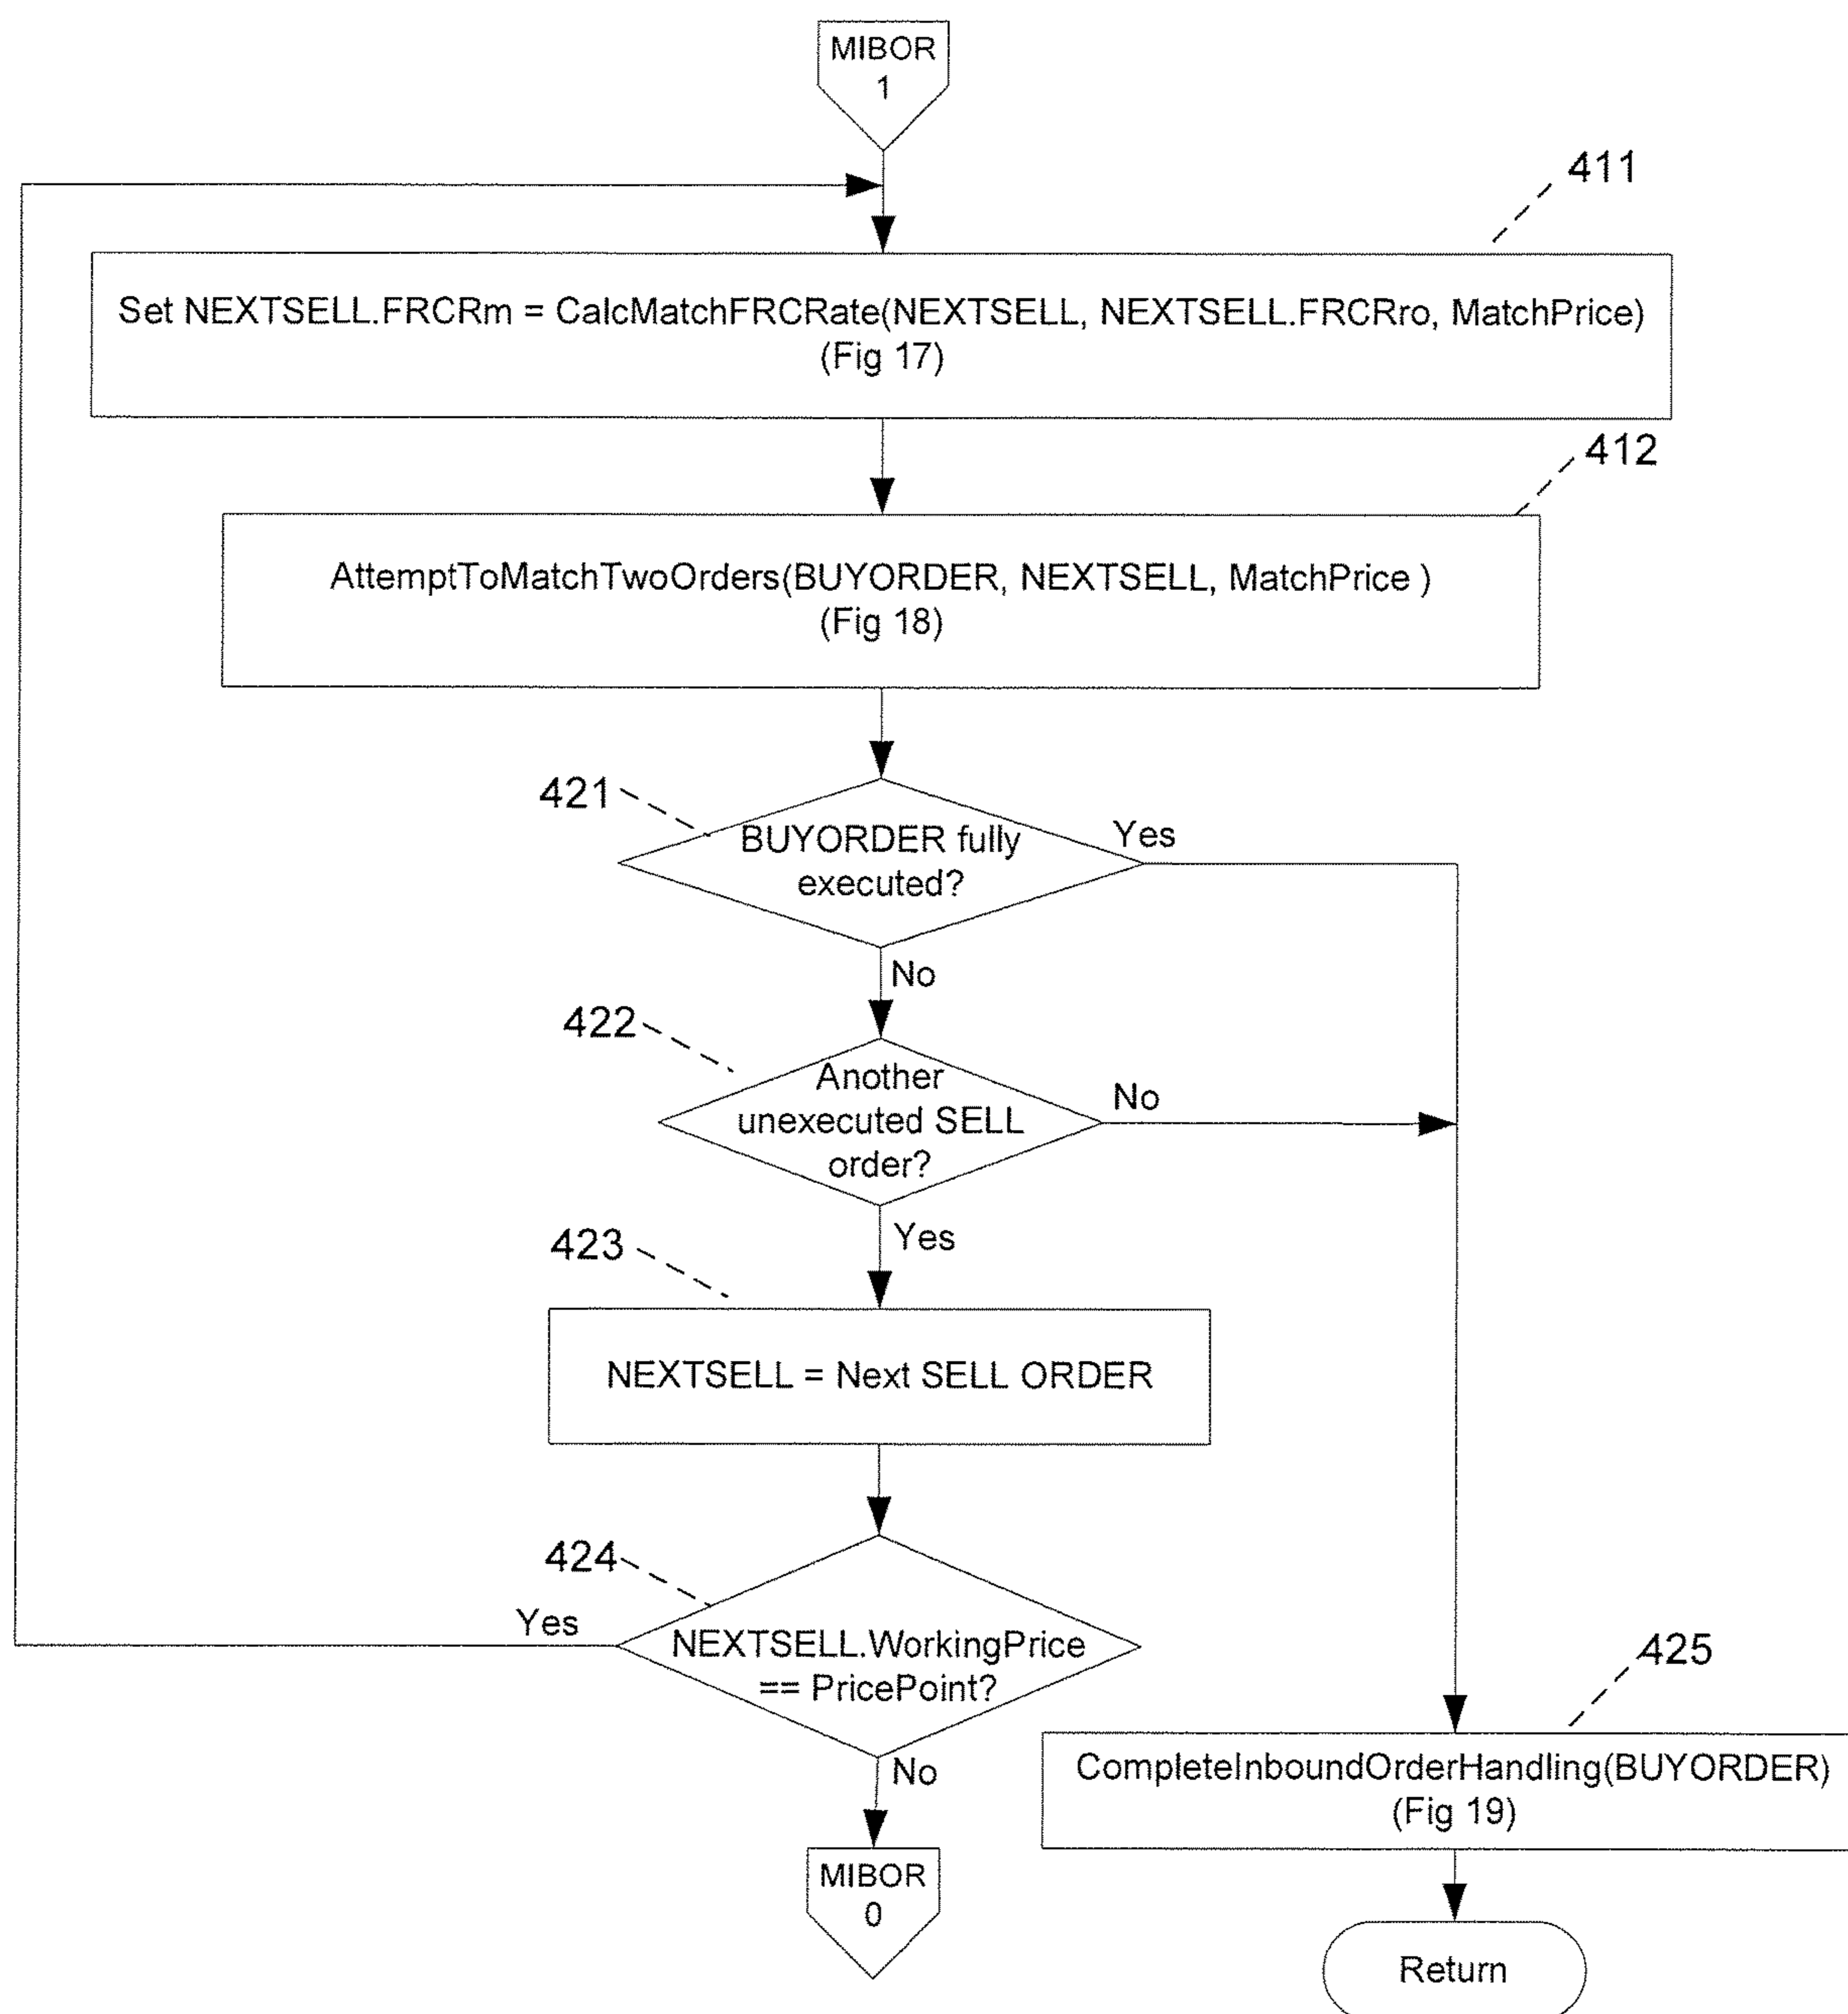 MIBOR
1
411
Set NEXTSELL.FRCRm = CalcMatchFRCRate(NEXTSELL, NEXTSELL.FRCRro, MatchPrice)
(Fig 17)
412
AttemptToMatchTwoOrders(BUYORDER, NEXTSELL, MatchPrice )
(Fig 18)
421
BUYORDER fully
executed?
Yes
No
422
Another
unexecuted SELL
order?
No
Yes
423
NEXTSELL = Next SELL ORDER
424
NEXTSELL.WorkingPrice
== PricePoint?
Yes
No
MIBOR
0
425
CompleteInboundOrderHandling(BUYORDER)
(Fig 19)
Return